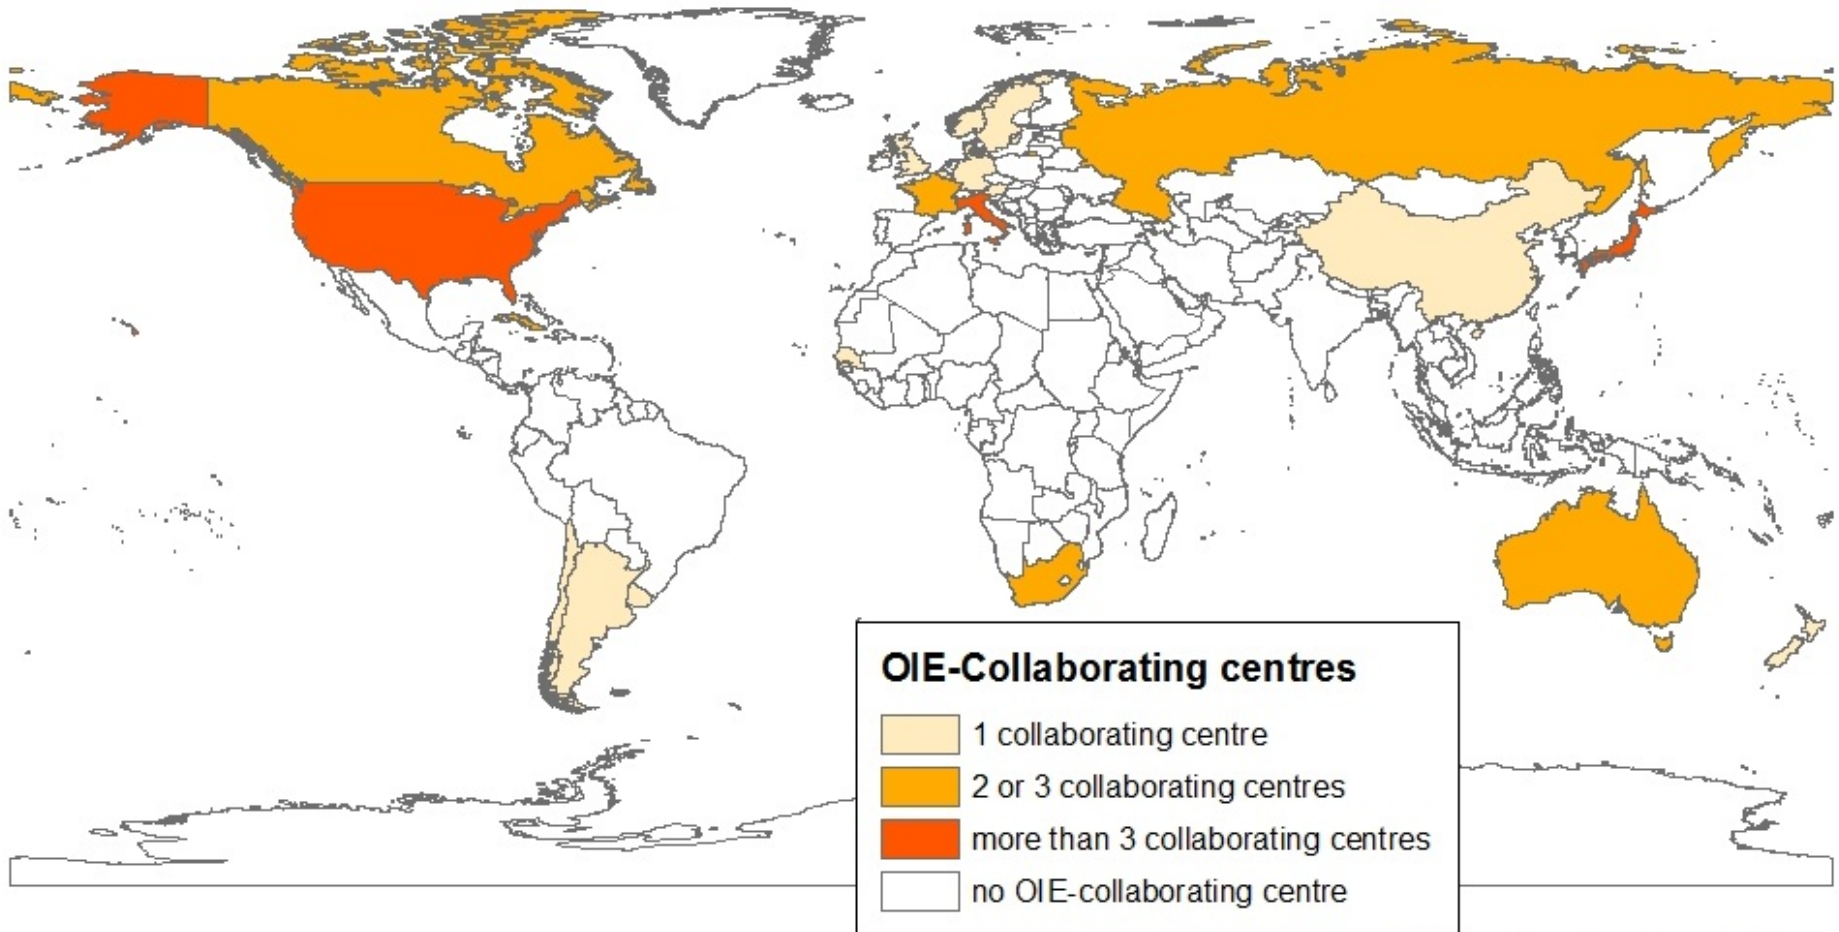 OIE-Collaborating centres
1 collaborating centre
2 or 3 collaborating centres
more than 3 collaborating centres
no OIE-collaborating centre